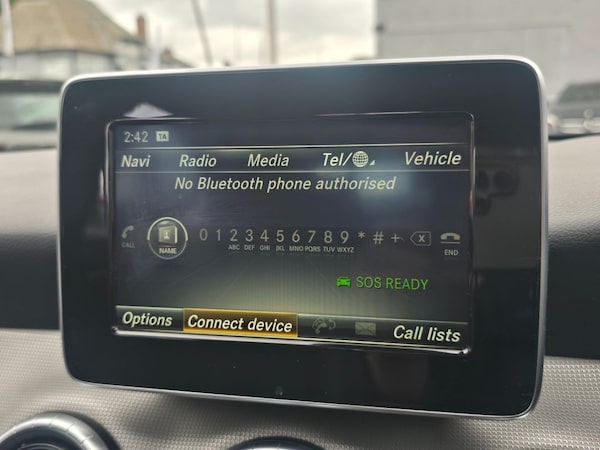 2:42 TA
Navi Radio Media Tel/ Vehicle
No Bluetooth phone authorised
0 1 2 3 4 5 6 7 8 9 * # +
CALL NAME ABC DEF GHI JKL MNO PQRS TUV WXYZ END
SOS READY
Options Connect device Call lists